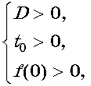 D > 0,
t₀ > 0,
f(0) > 0,